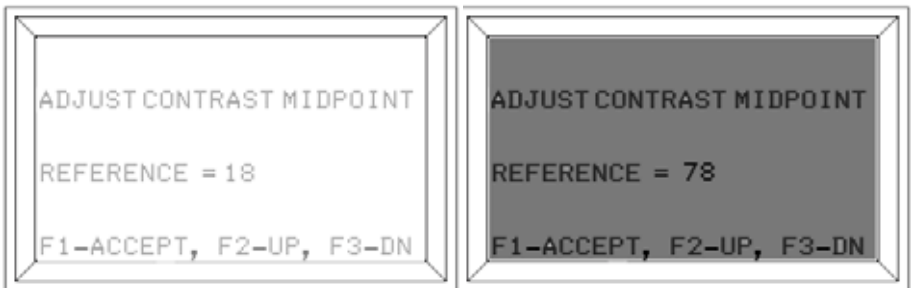 ADJUST CONTRAST MIDPOINT
REFERENCE = 18
F1-ACCEPT, F2-UP, F3-DN
ADJUST CONTRAST MIDPOINT
REFERENCE = 78
F1-ACCEPT, F2-UP, F3-DN